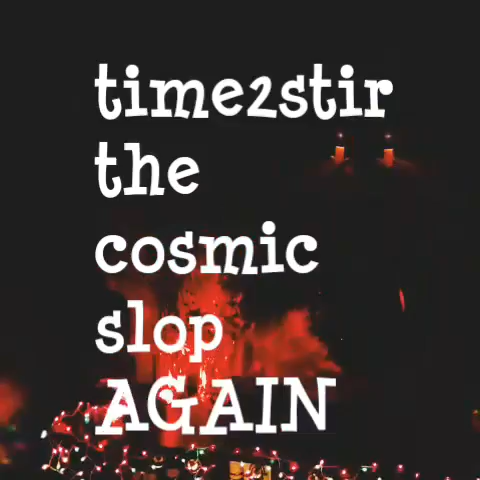 time2stir
the
cosmic
slop
AGAIN